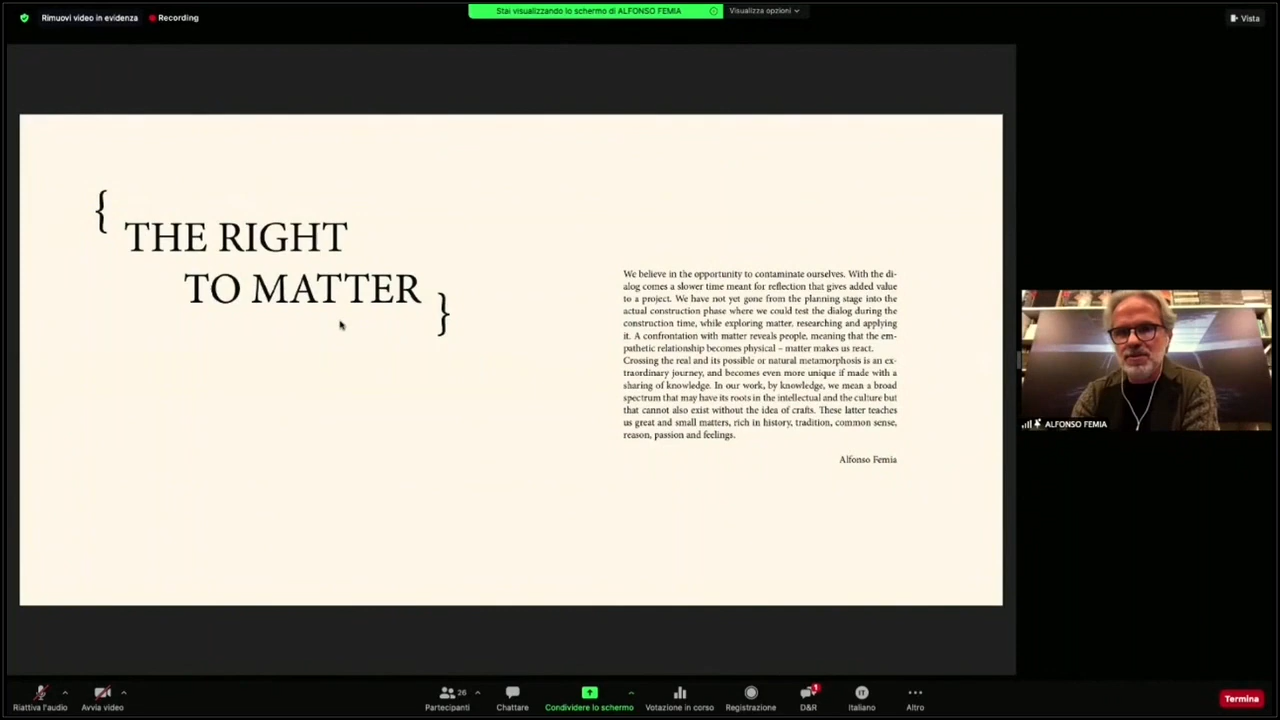 Rimuovi video in evidenza
Recording
Stai visualizzando lo schermo di ALFONSO FEMIA
Visualizza opzioni
Vista
{
THE RIGHT
TO MATTER
}
We believe in the opportunity to contaminate ourselves. With the di-
alog comes a slower time meant for reflection that gives added value
to a project. We have not yet gone from the planning stage into the
actual construction phase where we could test the dialog during the
construction time, while exploring matter, researching and applying
it. A confrontation with matter reveals people, meaning that the em-
pathetic relationship becomes physical – matter makes us react.
Crossing the real and its possible or natural metamorphosis is an ex-
traordinary journey, and becomes even more unique if made with a
sharing of knowledge. In our work, by knowledge, we mean a broad
spectrum that may have its roots in the intellectual and the culture but
that cannot also exist without the idea of crafts. These latter teaches
us great and small matters, rich in history, tradition, common sense,
reason, passion and feelings.
Alfonso Femia
ALFONSO FEMIA
Riattiva l'audio
Avvia video
26
Partecipanti
Chattare
Condividere lo schermo
Votazione in corso
Registrazione
1
D&R
IT
Italiano
Altro
Termina